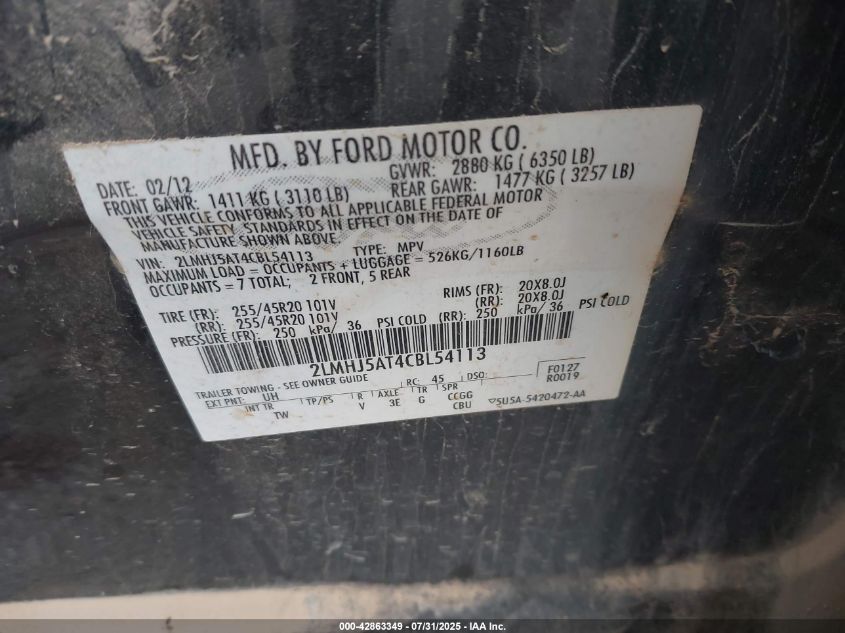 MFD. BY FORD MOTOR CO.
DATE: 02/12 GVWR: 2880 KG ( 6350 LB)
FRONT GAWR: 1411 KG ( 3110 LB) REAR GAWR: 1477 KG ( 3257 LB)
THIS VEHICLE CONFORMS TO ALL APPLICABLE FEDERAL MOTOR
VEHICLE SAFETY STANDARDS IN EFFECT ON THE DATE OF
MANUFACTURE SHOWN ABOVE.
VIN: 2LMHJ5AT4CBL54113 TYPE: MPV
MAXIMUM LOAD = OCCUPANTS + LUGGAGE = 526KG/1160LB
OCCUPANTS = 7 TOTAL; 2 FRONT, 5 REAR
TIRE (FR): 255/45R20 101V RIMS (FR): 20X8.0J
(RR): 255/45R20 101V (RR): 20X8.0J
PRESSURE (FR): 250 kPa/ 36 PSI COLD (RR): 250 kPa/ 36 PSI COLD
2LMHJ5AT4CBL54113
TRAILER TOWING - SEE OWNER GUIDE
EXT PNT: UH RC: 45 DSO: F0127
R0019
INT TR TP/PS R AXLE TR SPR
TW V 3E G CCGG
CBU
▽5U5A-5420472-AA
000-42863349 - 07/31/2025 - IAA, Inc.